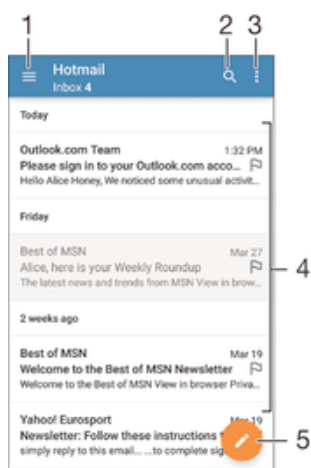 1 2 3
Hotmail
Inbox 4
Today
Outlook.com Team 1:32 PM
Please sign in to your Outlook.com acco...
Hello Alice Honey, We noticed some unusual activit...
Friday
Best of MSN Mar 27
Alice, here is your Weekly Roundup
The latest news and trends from MSN View in brow...
4
2 weeks ago
Best of MSN Mar 19
Welcome to the Best of MSN Newsletter
Welcome to the Best of MSN View in browser Priva...
Yahoo! Eurosport Mar 19
Newsletter: Follow these instructions
simply reply to this email... ...to complete
5